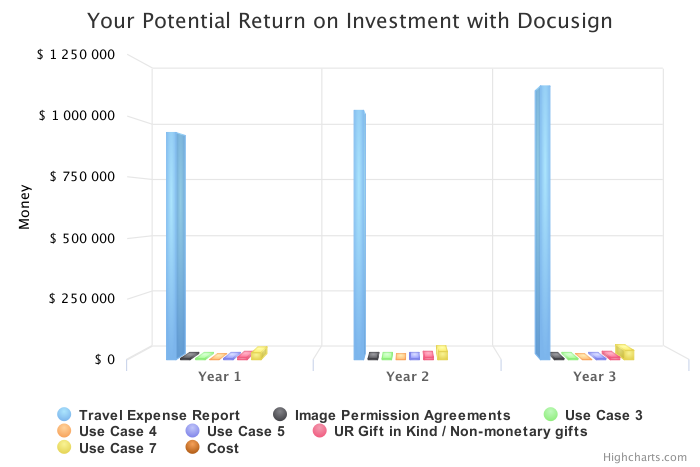 Your Potential Return on Investment with Docusign
$ 1 250 000
$ 1 000 000
$ 750 000
$ 500 000
$ 250 000
$ 0
Money
Year 1 Year 2 Year 3
Travel Expense Report Image Permission Agreements Use Case 3
Use Case 4 Use Case 5 UR Gift in Kind / Non-monetary gifts
Use Case 7 Cost
Highcharts.com